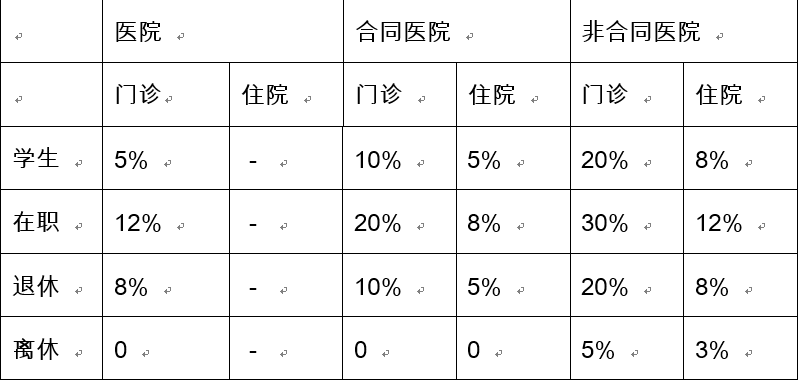 医院 合同医院 非合同医院
门诊 住院 门诊 住院 门诊 住院
学生 5% - 10% 5% 20% 8%
在职 12% - 20% 8% 30% 12%
退休 8% - 10% 5% 20% 8%
离休 0 - 0 0 5% 3%